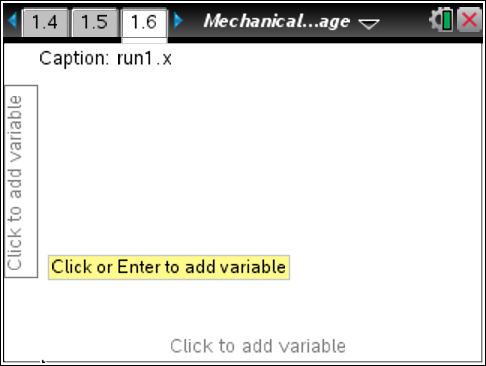 1.4 1.5 1.6 Mechanical...age
Caption: run1.x
Click to add variable
Click or Enter to add variable
Click to add variable